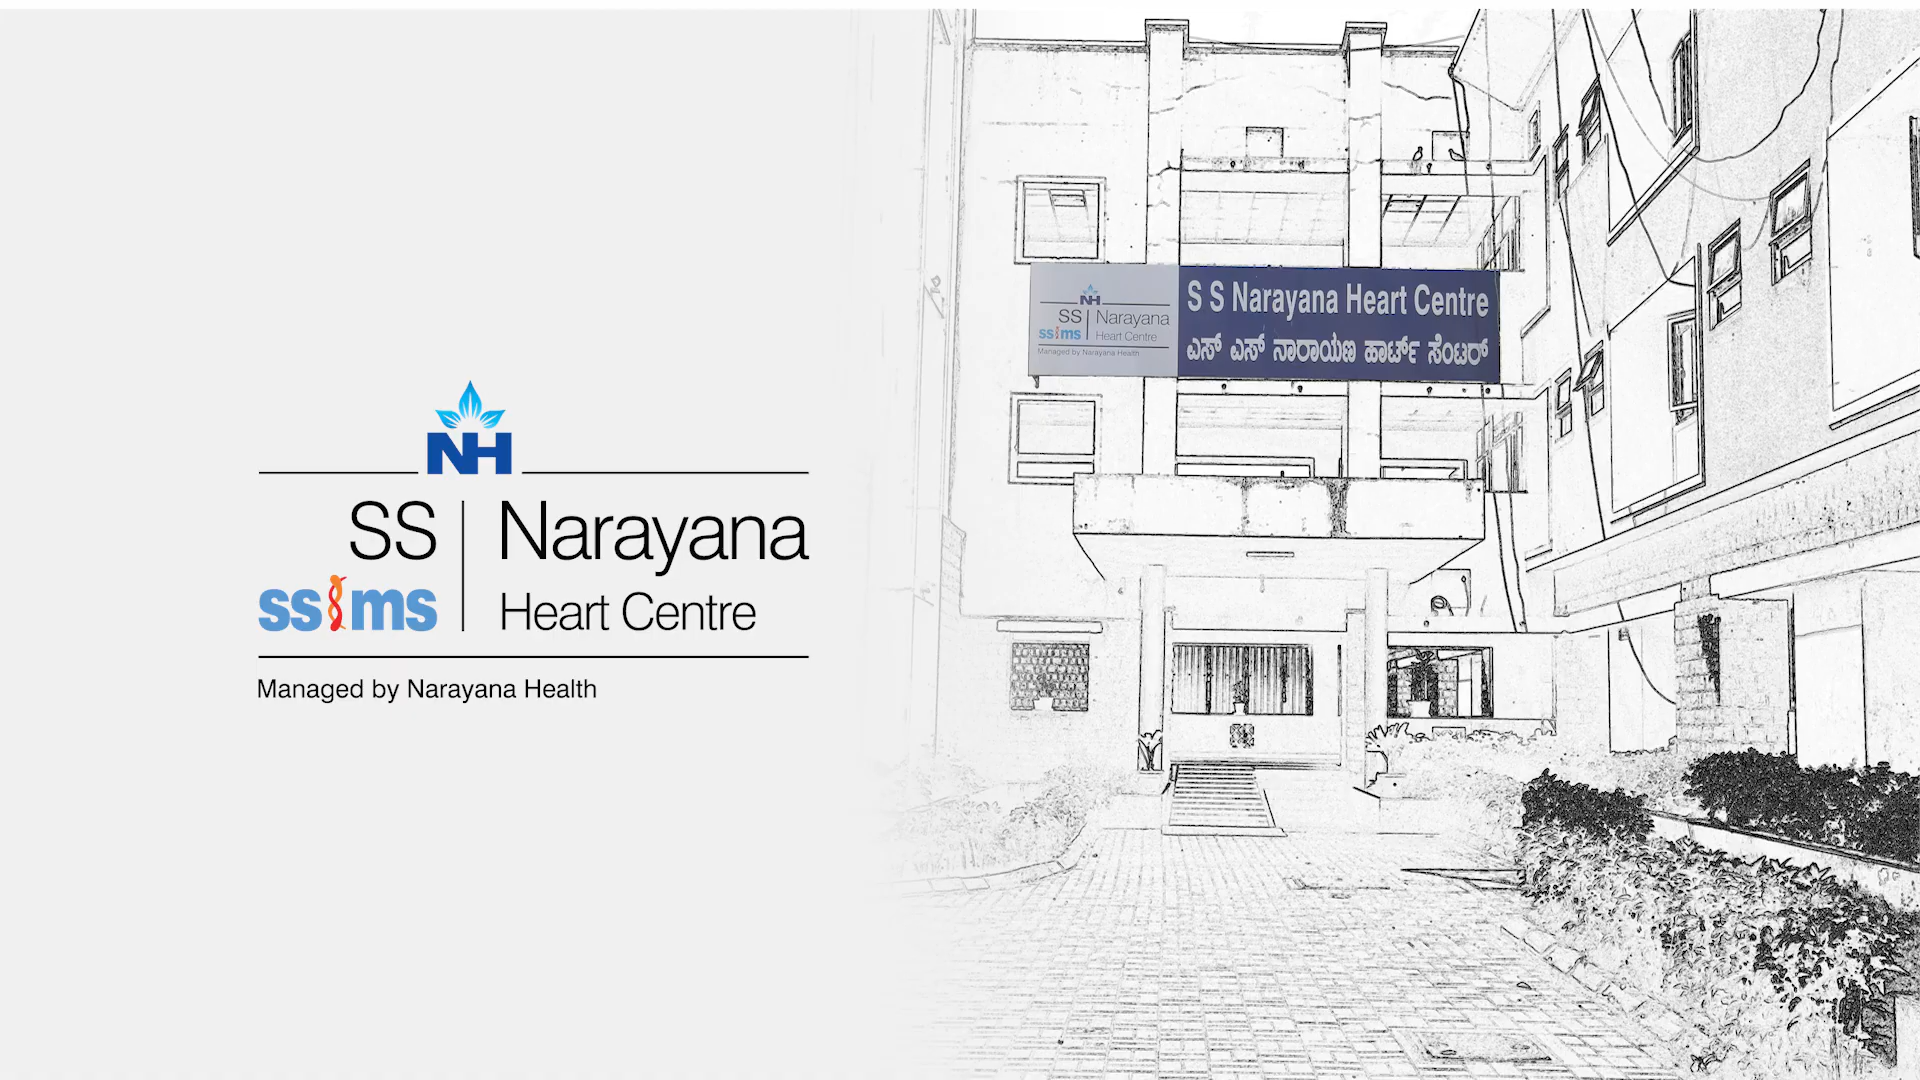 NH
SS | Narayana
ssims | Heart Centre
Managed by Narayana Health
NH
SS | Narayana
ssims | Heart Centre
Managed by Narayana Health
S S Narayana Heart Centre
ಎಸ್ ಎಸ್ ನಾರಾಯಣ ಹಾರ್ಟ್ ಸೆಂಟರ್